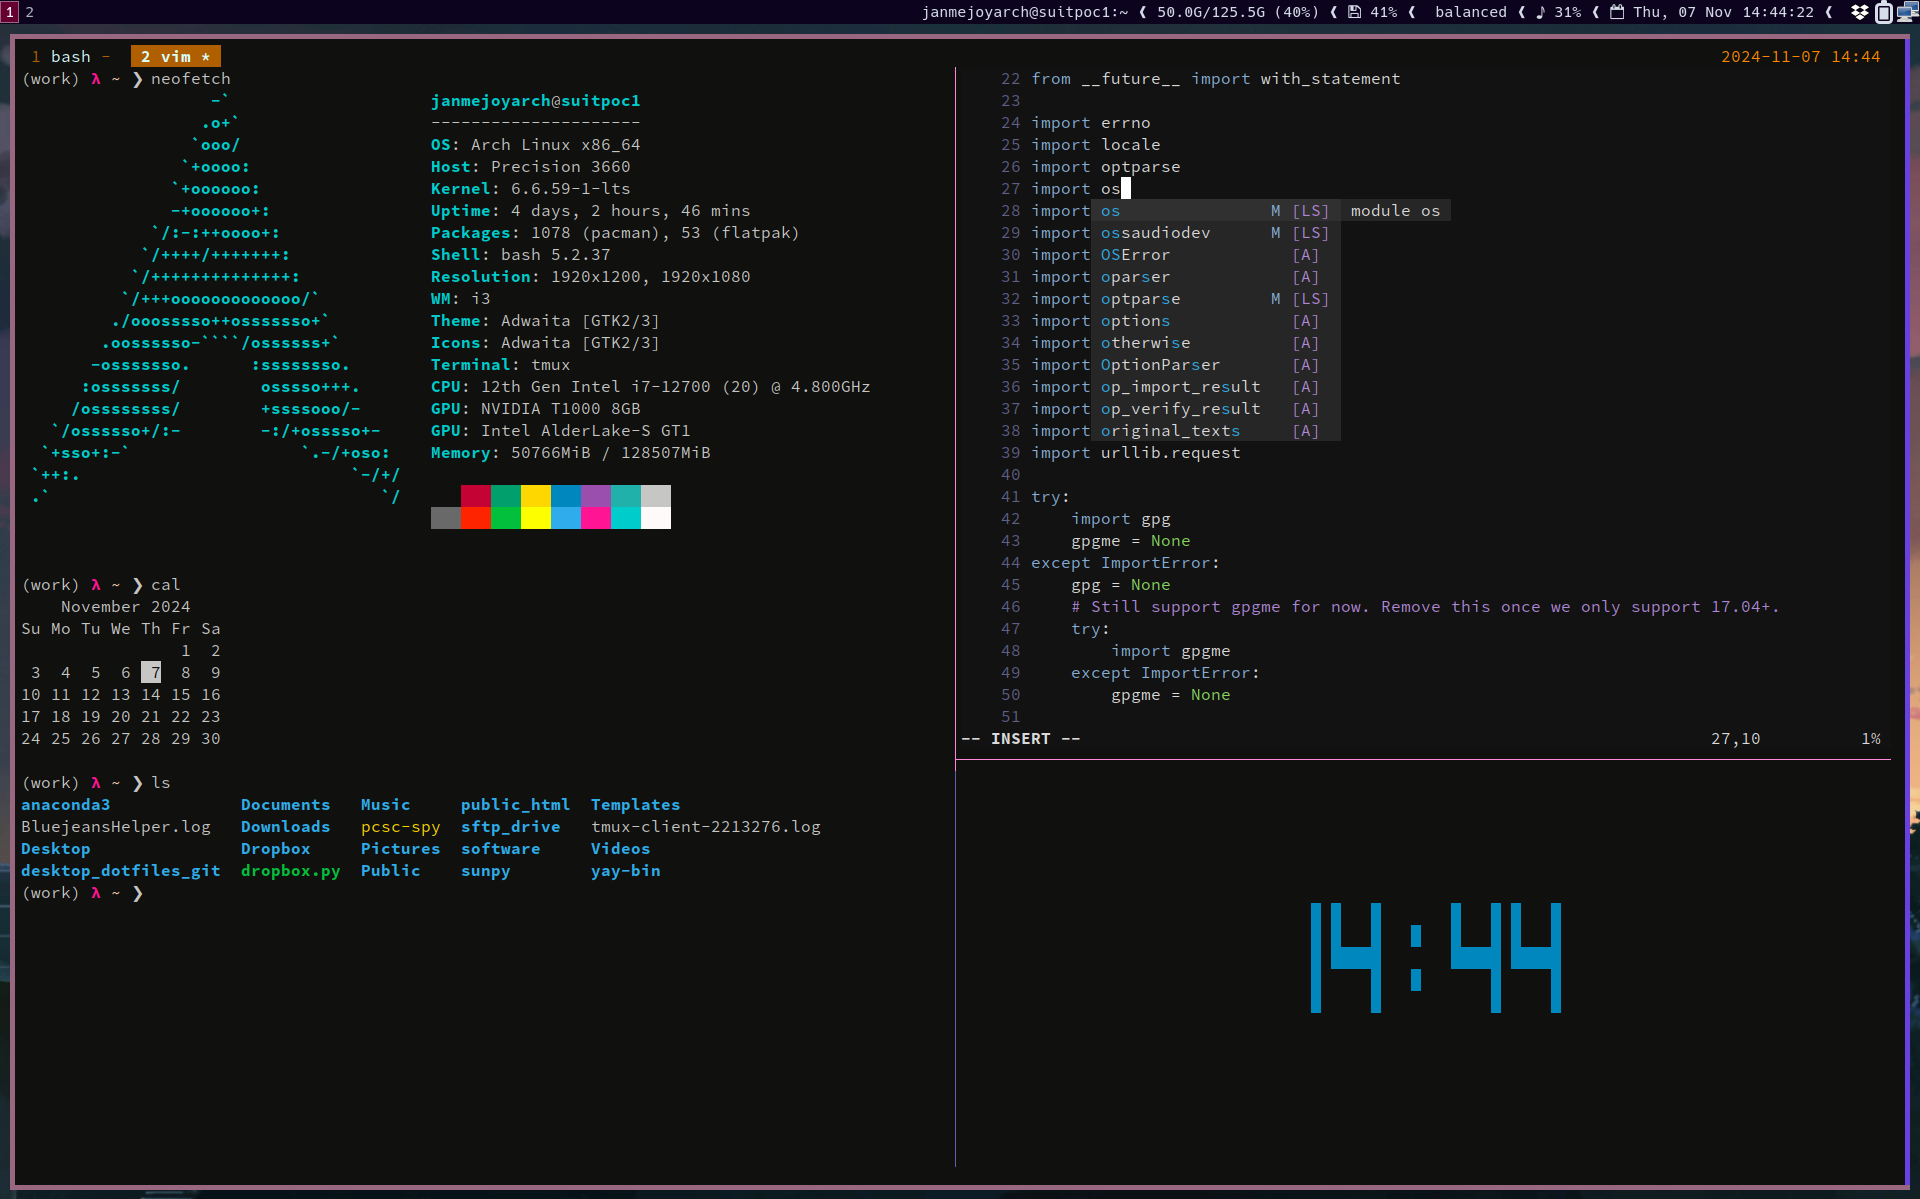 1 2 janmejoyarch@suitpoc1:~ ❰ 50.0G/125.5G (40%) ❰ 41% ❰ balanced ❰ ♪ 31% ❰ Thu, 07 Nov 14:44:22 ❰
1 bash - 2 vim * 2024-11-07 14:44
(work) λ ~ ❯ neofetch
-`
.o+`
`ooo/
`+oooo:
`+oooooo:
-+oooooo+:
`/:-:++oooo+:
`/++++/+++++++:
`/++++++++++++++:
`/+++ooooooooooooo/`
./ooosssso++osssssso+`
.oossssso-````/ossssss+`
-osssssso.      :ssssssso.
:osssssss/        osssso+++.
/ossssssss/        +ssssooo/-
`/ossssso+/:-        -:/+osssso+-
`+sso+:-`                 `.-/+oso:
`++:.                           `-/+/
.`                                 `/
janmejoyarch@suitpoc1
---------------------
OS: Arch Linux x86_64
Host: Precision 3660
Kernel: 6.6.59-1-lts
Uptime: 4 days, 2 hours, 46 mins
Packages: 1078 (pacman), 53 (flatpak)
Shell: bash 5.2.37
Resolution: 1920x1200, 1920x1080
WM: i3
Theme: Adwaita [GTK2/3]
Icons: Adwaita [GTK2/3]
Terminal: tmux
CPU: 12th Gen Intel i7-12700 (20) @ 4.800GHz
GPU: NVIDIA T1000 8GB
GPU: Intel AlderLake-S GT1
Memory: 50766MiB / 128507MiB
(work) λ ~ ❯ cal
November 2024
Su Mo Tu We Th Fr Sa
1 2
3 4 5 6 7 8 9
10 11 12 13 14 15 16
17 18 19 20 21 22 23
24 25 26 27 28 29 30
(work) λ ~ ❯ ls
anaconda3 Documents Music public_html Templates
BluejeansHelper.log Downloads pcsc-spy sftp_drive tmux-client-2213276.log
Desktop Dropbox Pictures software Videos
desktop_dotfiles_git dropbox.py Public sunpy yay-bin
(work) λ ~ ❯
22 from __future__ import with_statement
23
24 import errno
25 import locale
26 import optparse
27 import os
28 import os M [LS] module os
29 import ossaudiodev M [LS]
30 import OSError [A]
31 import oparser [A]
32 import optparse M [LS]
33 import options [A]
34 import otherwise [A]
35 import OptionParser [A]
36 import op_import_result [A]
37 import op_verify_result [A]
38 import original_texts [A]
39 import urllib.request
40
41 try:
42     import gpg
43     gpgme = None
44 except ImportError:
45     gpg = None
46     # Still support gpgme for now. Remove this once we only support 17.04+.
47     try:
48         import gpgme
49     except ImportError:
50         gpgme = None
51
-- INSERT -- 27,10 1%
14:44